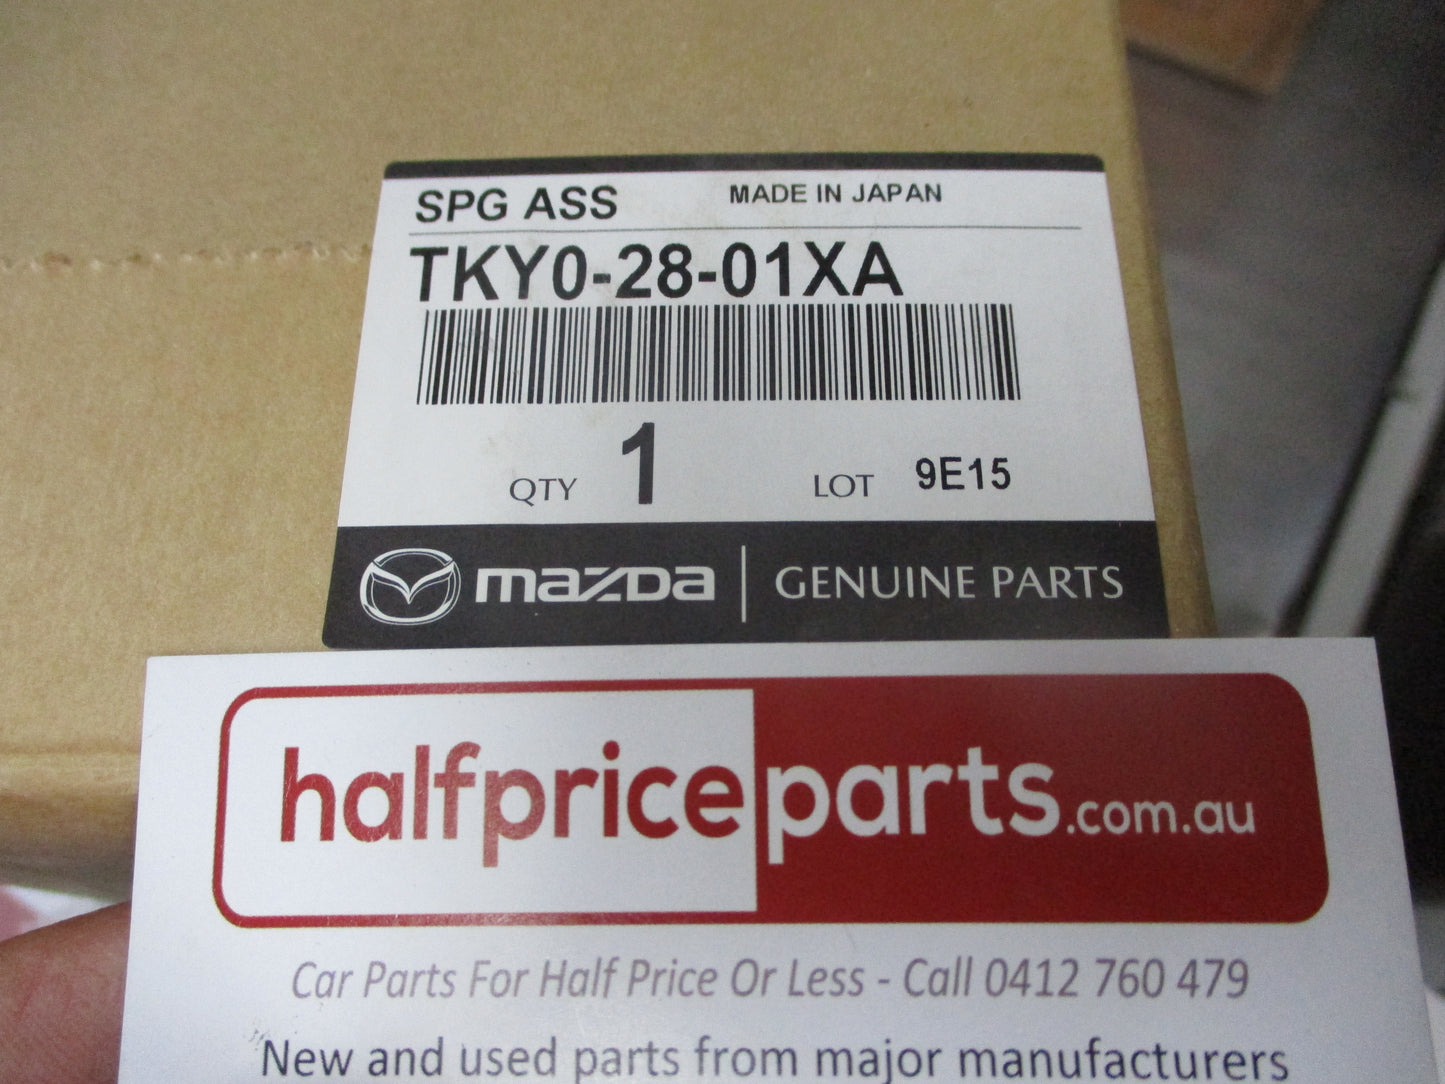 SPG ASS MADE IN JAPAN
TKY0-28-01XA
QTY 1 LOT 9E15
mazda GENUINE PARTS
halfpriceparts.com.au
Car Parts For Half Price Or Less - Call 0412 760 479
New and used parts from major manufacturers